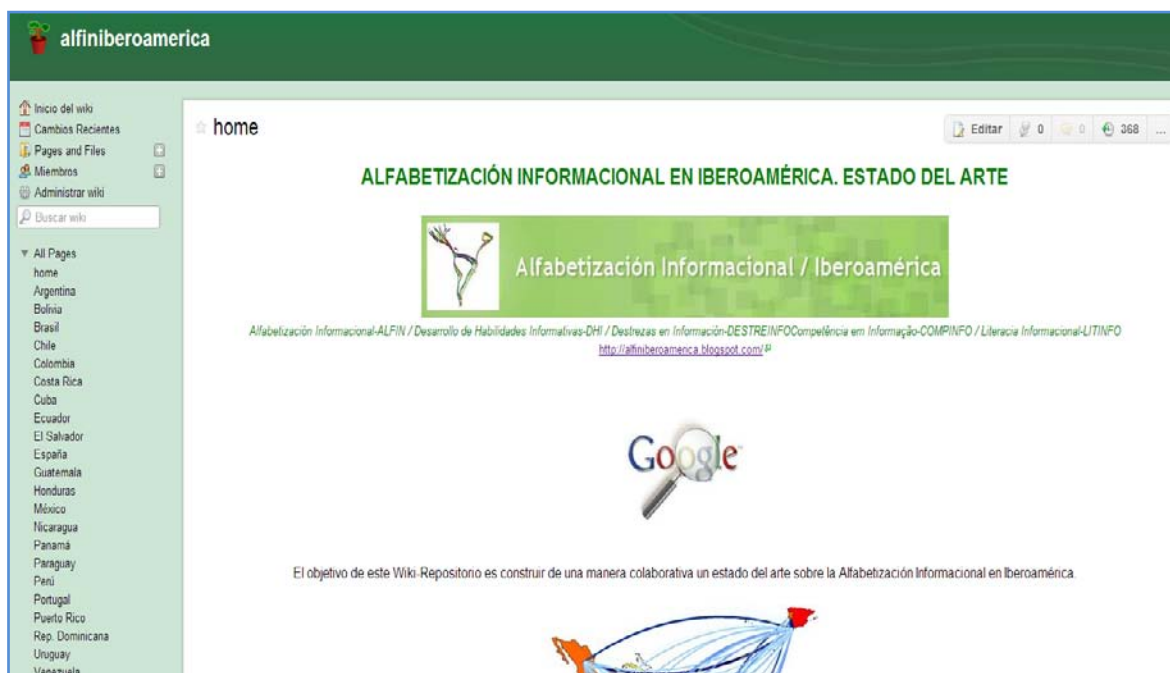 alfiniberoamerica
Inicio del wiki
Cambios Recientes
Pages and Files
Miembros
Administrar wiki
Buscar wiki
All Pages
home
Argentina
Bolivia
Brasil
Chile
Colombia
Costa Rica
Cuba
Ecuador
El Salvador
España
Guatemala
Honduras
México
Nicaragua
Panamá
Paraguay
Perú
Portugal
Puerto Rico
Rep. Dominicana
Uruguay
Venezuela
home
Editar 0 0 368 ...
ALFABETIZACIÓN INFORMACIONAL EN IBEROAMÉRICA. ESTADO DEL ARTE
Alfabetización Informacional / Iberoamérica
Alfabetización Informacional-ALFIN / Desarrollo de Habilidades Informativas-DHI / Destrezas en Información-DESTREINFOCompetência em Informação-COMPINFO / Literacia Informacional-LITINFO
http://alfiniberoamerica.blogspot.com/
Google
El objetivo de este Wiki-Repositorio es construir de una manera colaborativa un estado del arte sobre la Alfabetización Informacional en Iberoamérica.